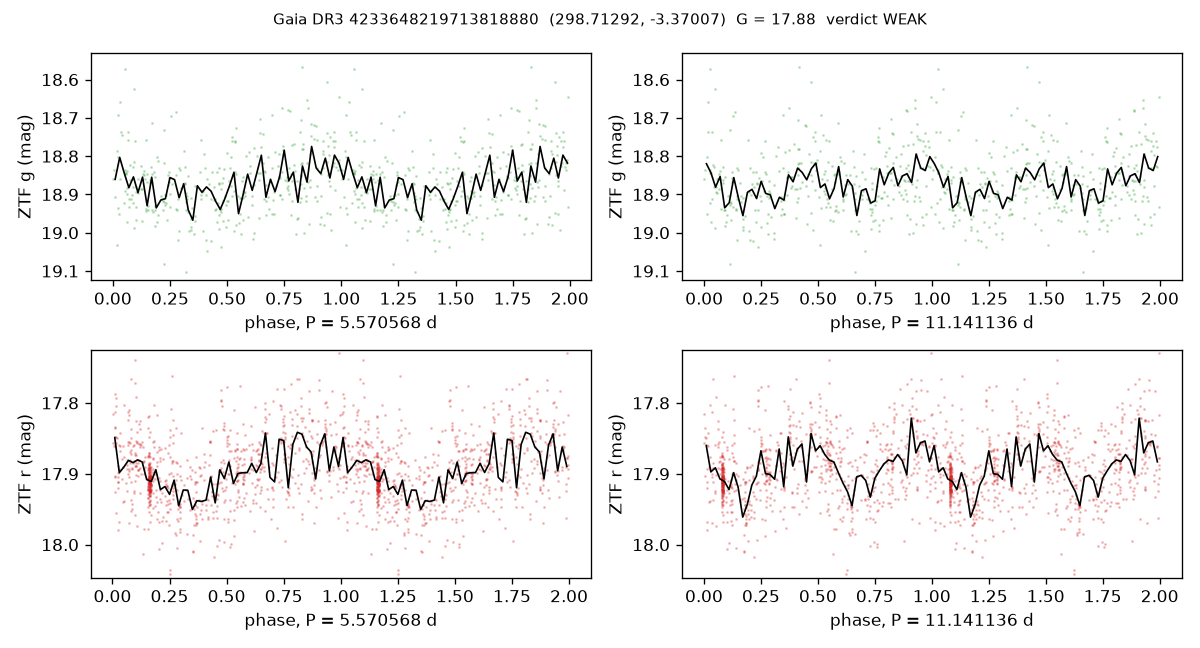 Gaia DR3 4233648219713818880  (298.71292, -3.37007)  G = 17.88  verdict WEAK
ZTF g (mag)
18.6
18.7
18.8
18.9
19.0
19.1
0.00 0.25 0.50 0.75 1.00 1.25 1.50 1.75 2.00
phase, P = 5.570568 d
ZTF g (mag)
18.6
18.7
18.8
18.9
19.0
19.1
0.00 0.25 0.50 0.75 1.00 1.25 1.50 1.75 2.00
phase, P = 11.141136 d
ZTF r (mag)
17.8
17.9
18.0
0.00 0.25 0.50 0.75 1.00 1.25 1.50 1.75 2.00
phase, P = 5.570568 d
ZTF r (mag)
17.8
17.9
18.0
0.00 0.25 0.50 0.75 1.00 1.25 1.50 1.75 2.00
phase, P = 11.141136 d